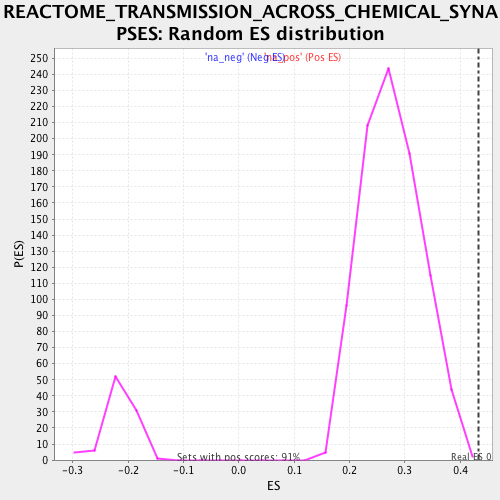 REACTOME_TRANSMISSION_ACROSS_CHEMICAL_SYNA
PSES: Random ES distribution
'na_neg' (Neg ES)
'na_pos' (Pos ES)
250
240
230
220
210
200
190
180
170
160
150
140
130
120
110
100
90
80
70
60
50
40
30
20
10
0
P(ES)
Sets with pos scores: 91%
Real ES 0
-0.3 -0.2 -0.1 0.0 0.1 0.2 0.3 0.4
ES